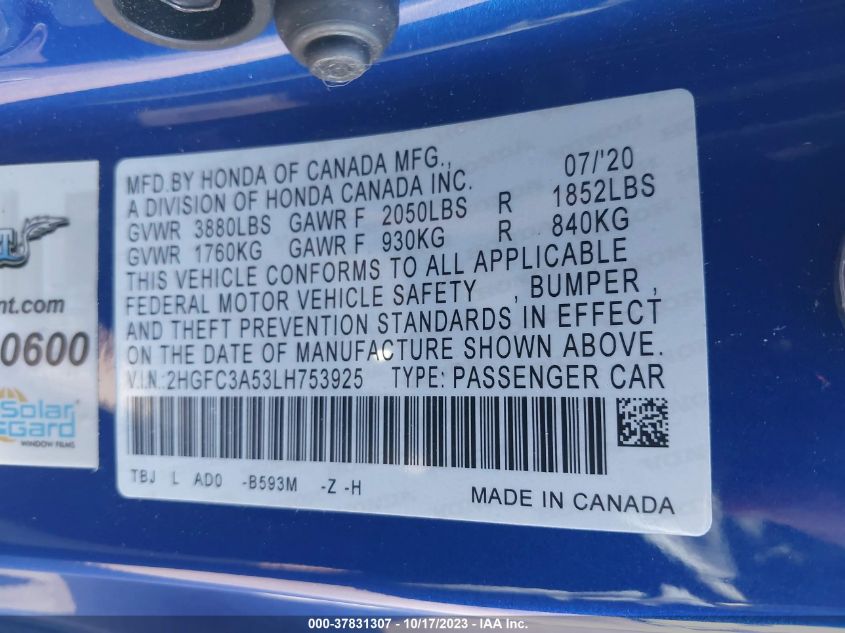 MFD.BY HONDA OF CANADA MFG., 07/'20
A DIVISION OF HONDA CANADA INC.
GVWR 3880LBS GAWR F 2050LBS R 1852LBS
GVWR 1760KG GAWR F 930KG R 840KG
THIS VEHICLE CONFORMS TO ALL APPLICABLE
FEDERAL MOTOR VEHICLE SAFETY , BUMPER ,
AND THEFT PREVENTION STANDARDS IN EFFECT
ON THE DATE OF MANUFACTURE SHOWN ABOVE.
V.I.N.:2HGFC3A53LH753925 TYPE: PASSENGER CAR
TBJ L AD0 -B593M -Z -H
MADE IN CANADA
nt.com
0600
Solar
Gard
WINDOW FILMS
000-37831307 - 10/17/2023 - IAA Inc.